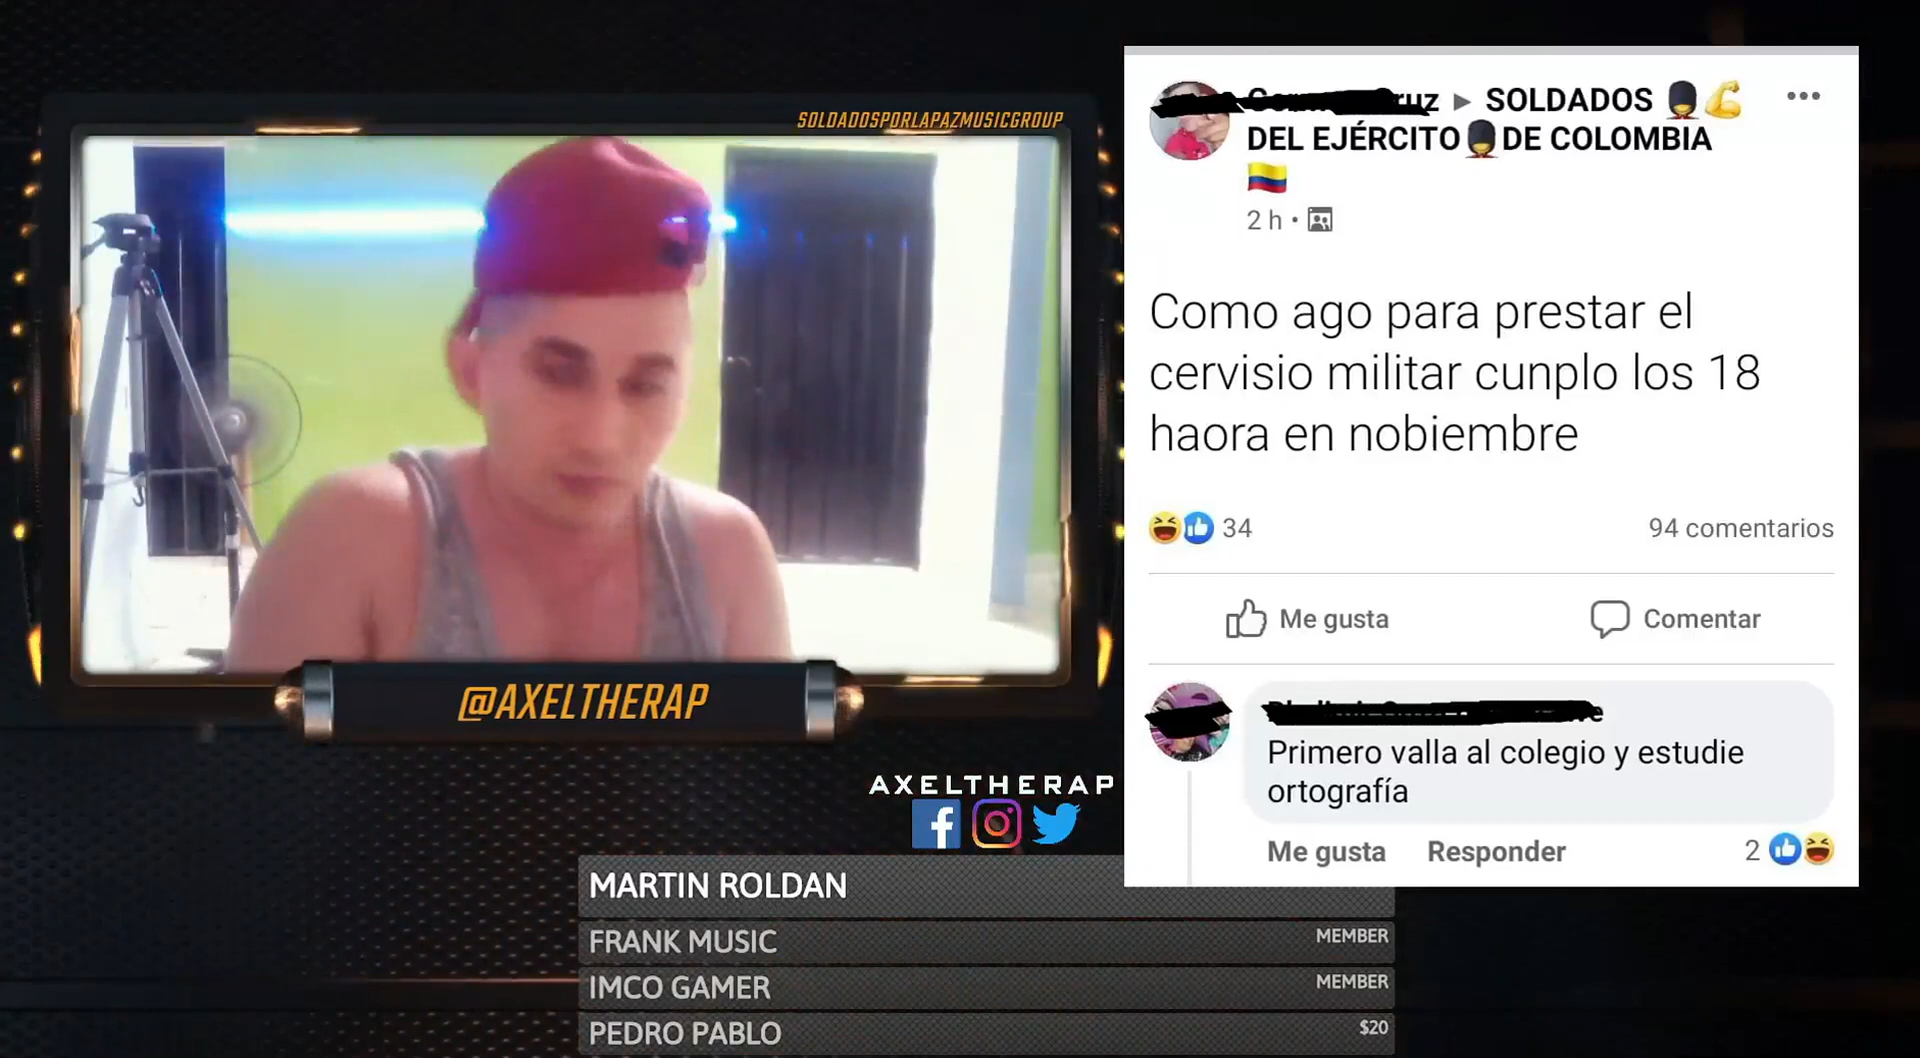 SOLDADOSPORLAPAZMUSICGROUP
@AXELTHERAP
AXELTHERAP
MARTIN ROLDAN
FRANK MUSIC MEMBER
IMCO GAMER MEMBER
PEDRO PABLO $20
ruz ▸ SOLDADOS
DEL EJÉRCITO DE COLOMBIA
2 h
Como ago para prestar el
cervisio militar cunplo los 18
haora en nobiembre
34 94 comentarios
Me gusta Comentar
Primero valla al colegio y estudie
ortografía
Me gusta Responder 2